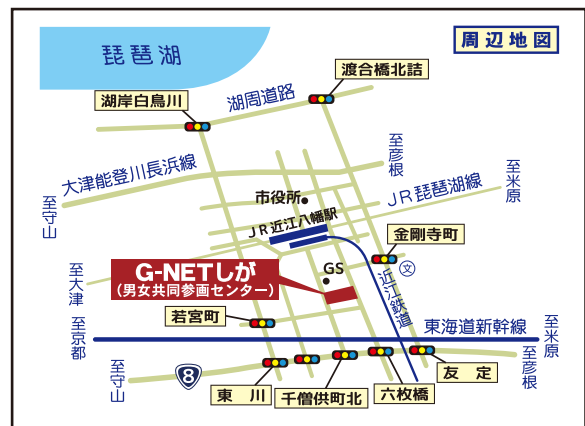 周辺地図
琵琶湖
渡合橋北詰
湖岸白鳥川
湖周道路
至彦根
大津能登川長浜線
至守山
市役所
JR琵琶湖線
至米原
JR近江八幡駅
金剛寺町
文
GS
近江鉄道
G-NETしが
(男女共同参画センター)
至大津
若宮町
至京都
東海道新幹線
至米原
至守山
8
東川
千僧供町北
六枚橋
友定
至彦根